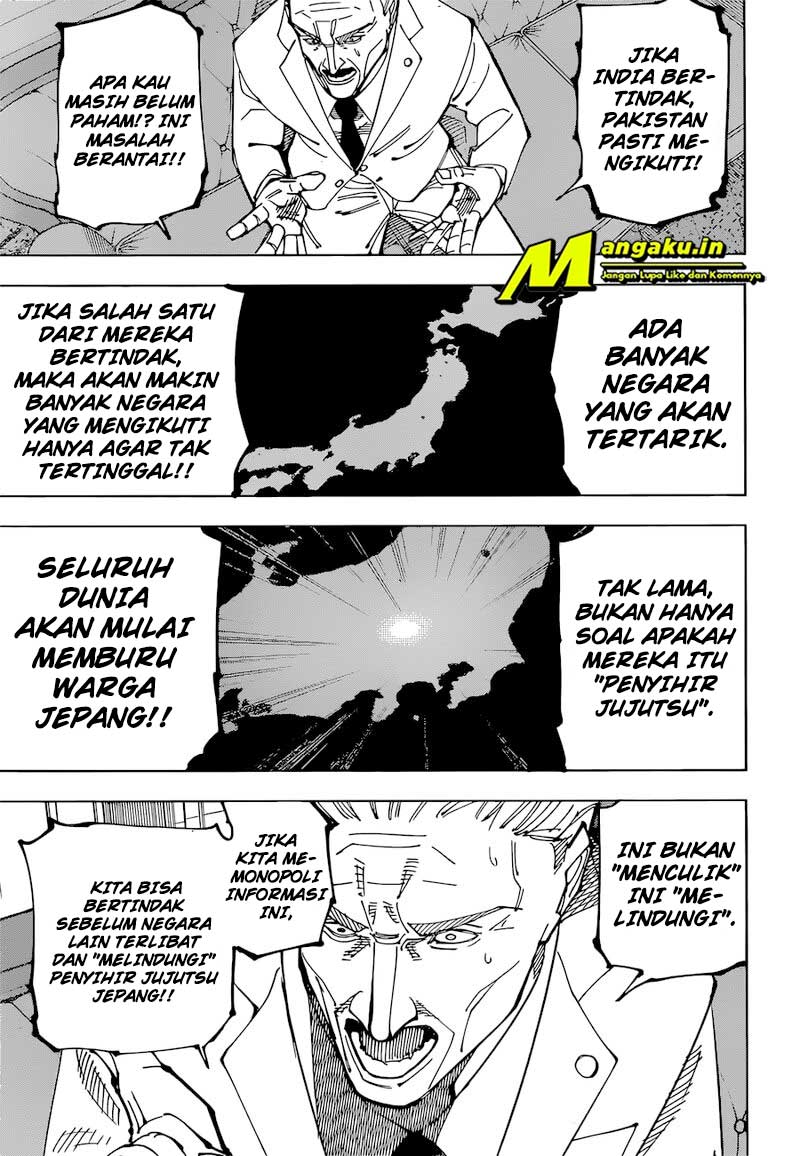 JIKA
INDIA BER-
TINDAK,
PAKISTAN
PASTI ME-
NGIKUTI!
APA KAU
MASIH BELUM
PAHAM!? INI
MASALAH
BERANTAI!!
Mangaku.in
Jangan Lupa Like dan Komennya
ADA
BANYAK
NEGARA
YANG AKAN
TERTARIK.
JIKA SALAH SATU
DARI MEREKA
BERTINDAK,
MAKA AKAN MAKIN
BANYAK NEGARA
YANG MENGIKUTI
HANYA AGAR TAK
TERTINGGAL!!
TAK LAMA,
BUKAN HANYA
SOAL APAKAH
MEREKA ITU
"PENYIHIR
JUJUTSU".
SELURUH
DUNIA
AKAN MULAI
MEMBURU
WARGA
JEPANG!!
INI BUKAN
"MENCULIK"
INI "ME-
LINDUNGI".
JIKA
KITA ME-
MONOPOLI
INFORMASI
INI,
KITA BISA
BERTINDAK
SEBELUM NEGARA
LAIN TERLIBAT
DAN "MELINDUNGI"
PENYIHIR JUJUTSU
JEPANG!!